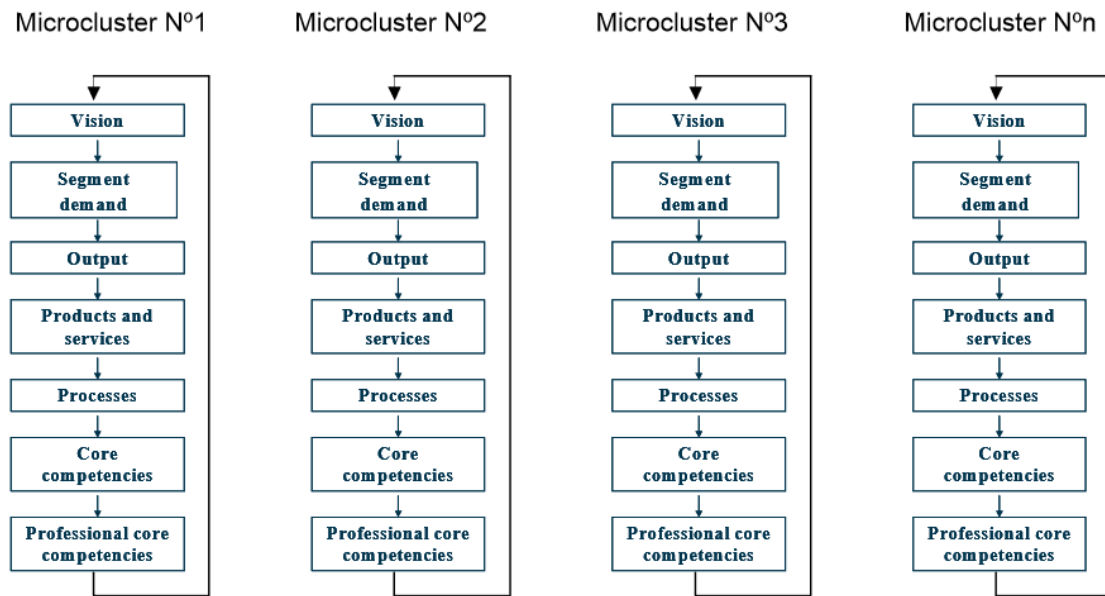 Microcluster Nº1
Microcluster Nº2
Microcluster Nº3
Microcluster Nºn
Vision
Segment
demand
Output
Products and
services
Processes
Core
competencies
Professional core
competencies
Vision
Segment
demand
Output
Products and
services
Processes
Core
competencies
Professional core
competencies
Vision
Segment
demand
Output
Products and
services
Processes
Core
competencies
Professional core
competencies
Vision
Segment
demand
Output
Products and
services
Processes
Core
competencies
Professional core
competencies